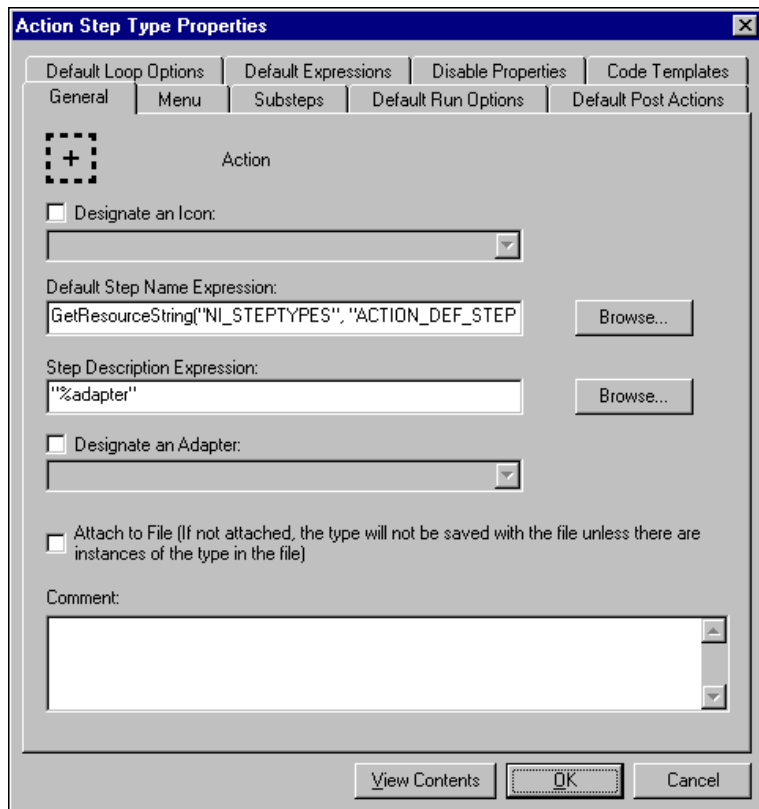 Action Step Type Properties
Default Loop Options Default Expressions Disable Properties Code Templates
General Menu Substeps Default Run Options Default Post Actions
Action
Designate an Icon:
Default Step Name Expression:
GetResourceString("NI_STEPTYPES", "ACTION_DEF_STEP
Browse...
Step Description Expression:
"%adapter"
Browse...
Designate an Adapter:
Attach to File (If not attached, the type will not be saved with the file unless there are
instances of the type in the file)
Comment:
View Contents OK Cancel